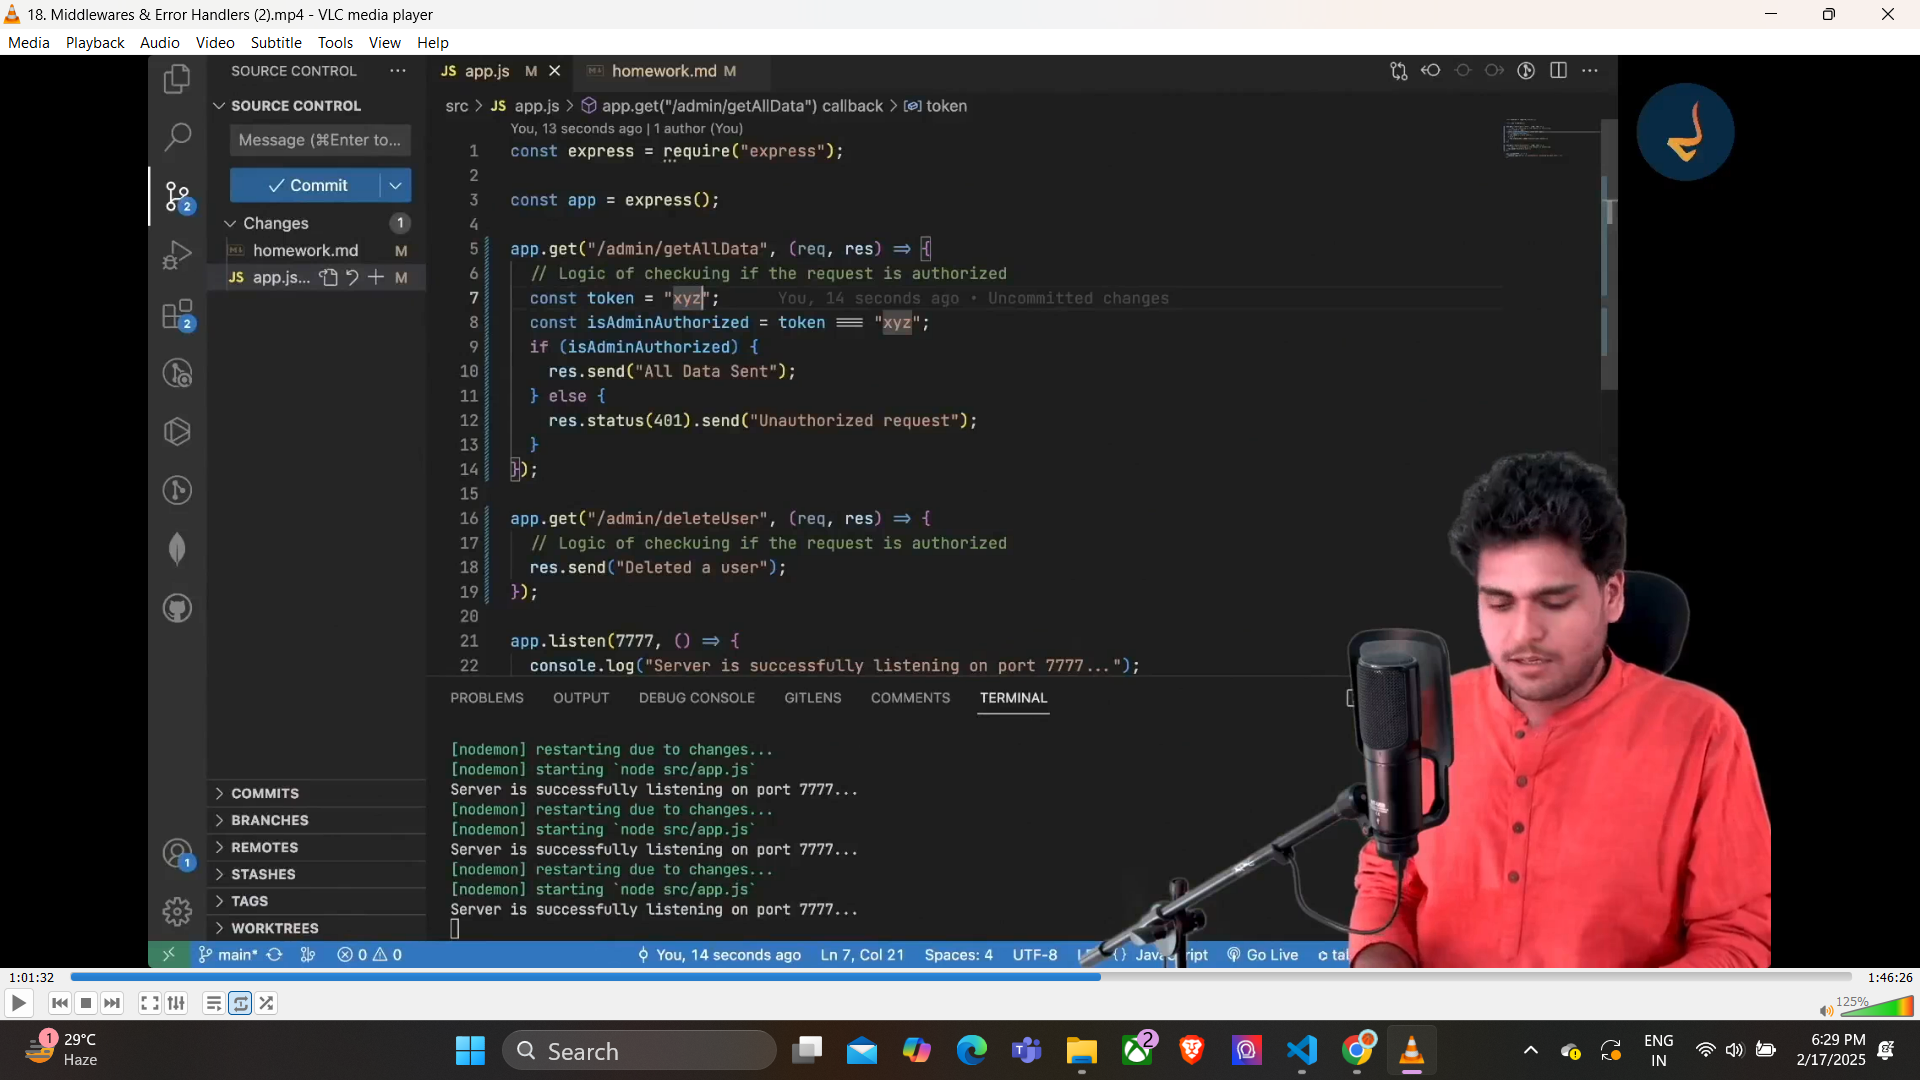 18. Middlewares & Error Handlers (2).mp4 - VLC media player
Media Playback Audio Video Subtitle Tools View Help
SOURCE CONTROL
SOURCE CONTROL
Message (⌘Enter to...
Commit
Changes 1
homework.md M
JS app.js... M
2
2
1
COMMITS
BRANCHES
REMOTES
STASHES
TAGS
WORKTREES
JS app.js M
homework.md M
src > JS app.js > app.get("/admin/getAllData") callback > token
You, 13 seconds ago | 1 author (You)
1 const express = require("express");
2
3 const app = express();
4
5 app.get("/admin/getAllData", (req, res) => {
6 // Logic of checkuing if the request is authorized
7 const token = "xyz"; You, 14 seconds ago • Uncommitted changes
8 const isAdminAuthorized = token === "xyz";
9 if (isAdminAuthorized) {
10 res.send("All Data Sent");
11 } else {
12 res.status(401).send("Unauthorized request");
13 }
14 });
15
16 app.get("/admin/deleteUser", (req, res) => {
17 // Logic of checkuing if the request is authorized
18 res.send("Deleted a user");
19 });
20
21 app.listen(7777, () => {
22 console.log("Server is successfully listening on port 7777...");
PROBLEMS OUTPUT DEBUG CONSOLE GITLENS COMMENTS TERMINAL
[nodemon] restarting due to changes...
[nodemon] starting `node src/app.js`
Server is successfully listening on port 7777...
[nodemon] restarting due to changes...
[nodemon] starting `node src/app.js`
Server is successfully listening on port 7777...
[nodemon] restarting due to changes...
[nodemon] starting `node src/app.js`
Server is successfully listening on port 7777...
main* 0 0 You, 14 seconds ago Ln 7, Col 21 Spaces: 4 UTF-8 {} Go Live
1:01:32 1:46:26
125%
1 29°C
Haze
Search
2
ENG
IN
6:29 PM
2/17/2025